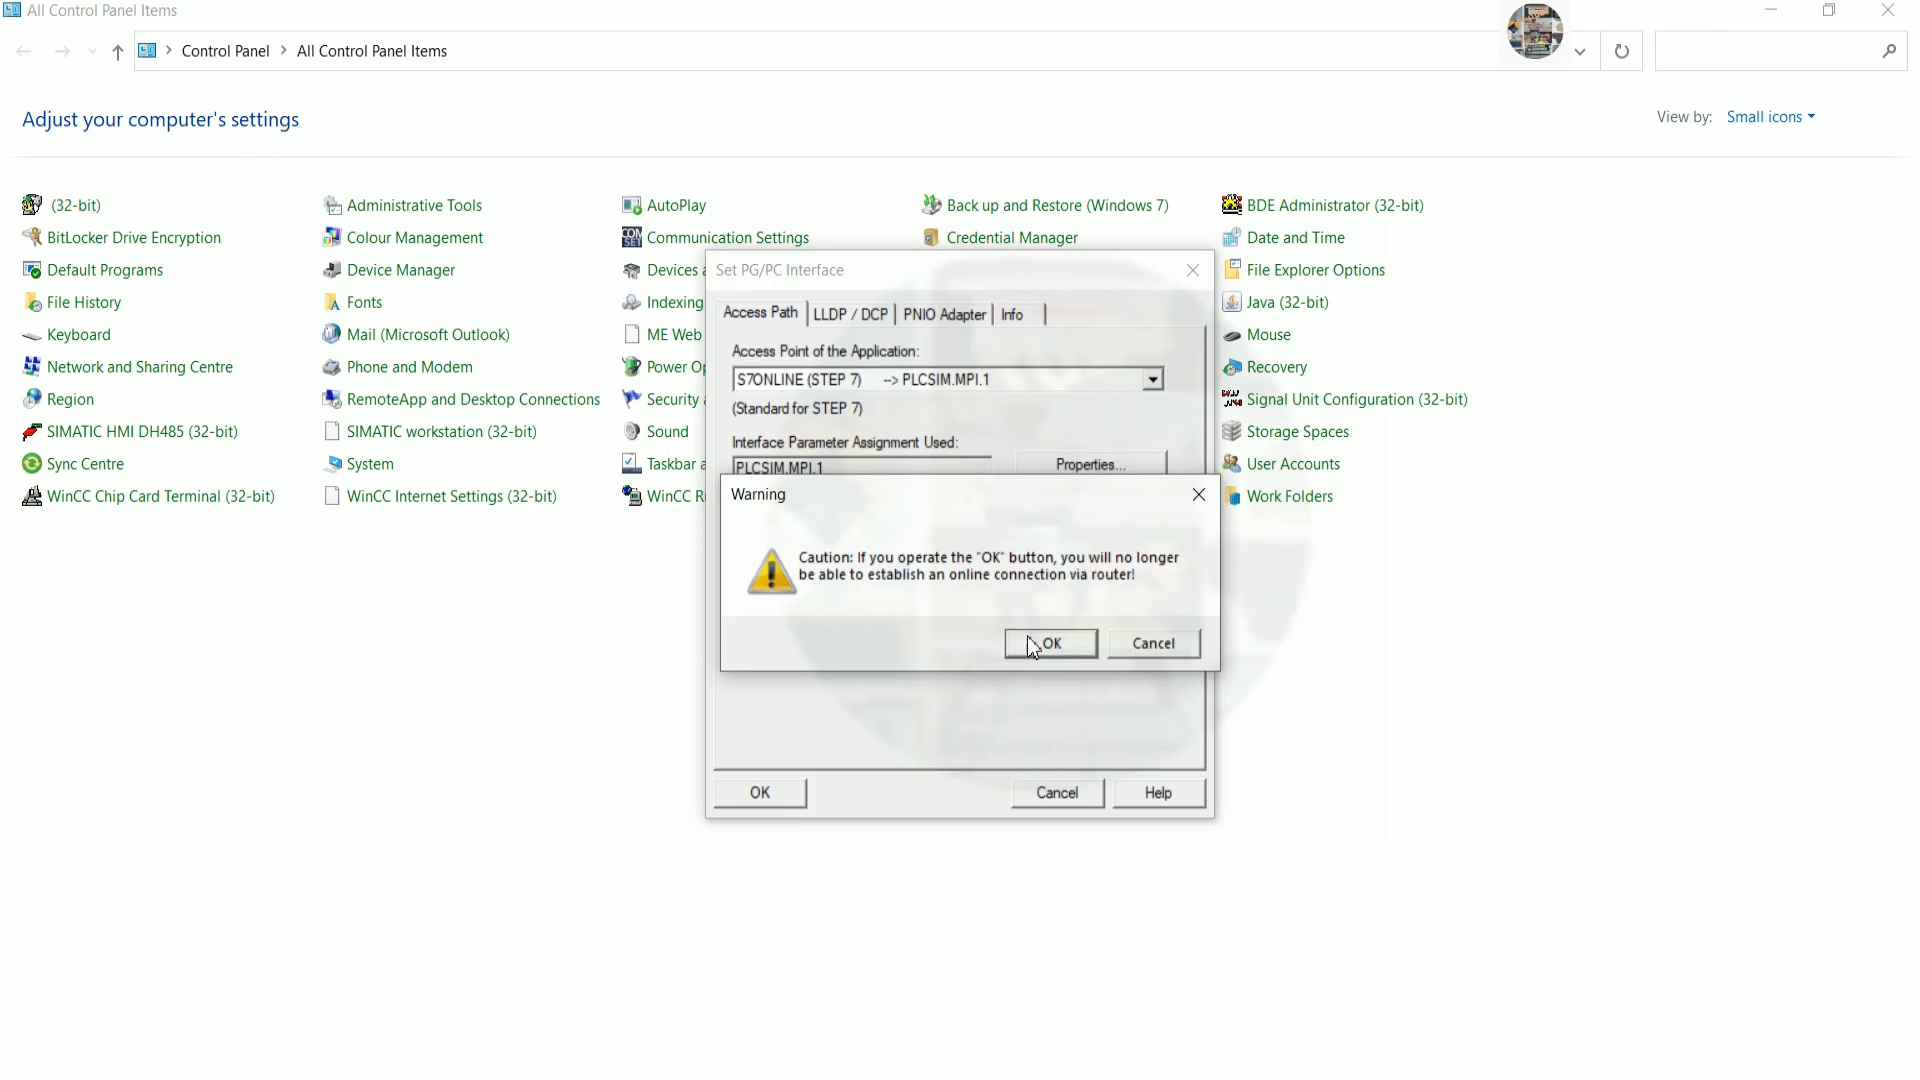 All Control Panel Items
Control Panel > All Control Panel Items
Adjust your computer's settings
View by: Small icons
(32-bit)
Administrative Tools
AutoPlay
Back up and Restore (Windows 7)
BDE Administrator (32-bit)
BitLocker Drive Encryption
Colour Management
Communication Settings
Credential Manager
Date and Time
Default Programs
Device Manager
Devices
File Explorer Options
File History
Fonts
Indexing
Java (32-bit)
Keyboard
Mail (Microsoft Outlook)
ME Web
Mouse
Network and Sharing Centre
Phone and Modem
Power
Recovery
Region
RemoteApp and Desktop Connections
Security
Signal Unit Configuration (32-bit)
SIMATIC HMI DH485 (32-bit)
SIMATIC workstation (32-bit)
Sound
Storage Spaces
Sync Centre
System
Taskbar
User Accounts
WinCC Chip Card Terminal (32-bit)
WinCC Internet Settings (32-bit)
WinCC
Work Folders
Set PG/PC Interface
Access Path
LLDP / DCP
PNIO Adapter
Info
Access Point of the Application:
S7ONLINE (STEP 7) --> PLCSIM.MPI.1
(Standard for STEP 7)
Interface Parameter Assignment Used:
PLCSIM.MPI.1
Properties...
Warning
Caution: If you operate the "OK" button, you will no longer
be able to establish an online connection via router!
OK
Cancel
OK
Cancel
Help